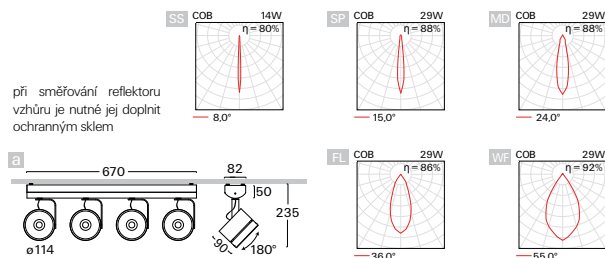 SS COB 14W
η = 80%
8,0°
SP COB 29W
η = 88%
15,0°
MD COB 29W
η = 88%
24,0°
při směřování reflektoru
vzhůru je nutné jej doplnit
ochranným sklem
a
670
82
50
235
ø114
~90~
180°
FL COB 29W
η = 86%
36,0°
WF COB 29W
η = 92%
55,0°